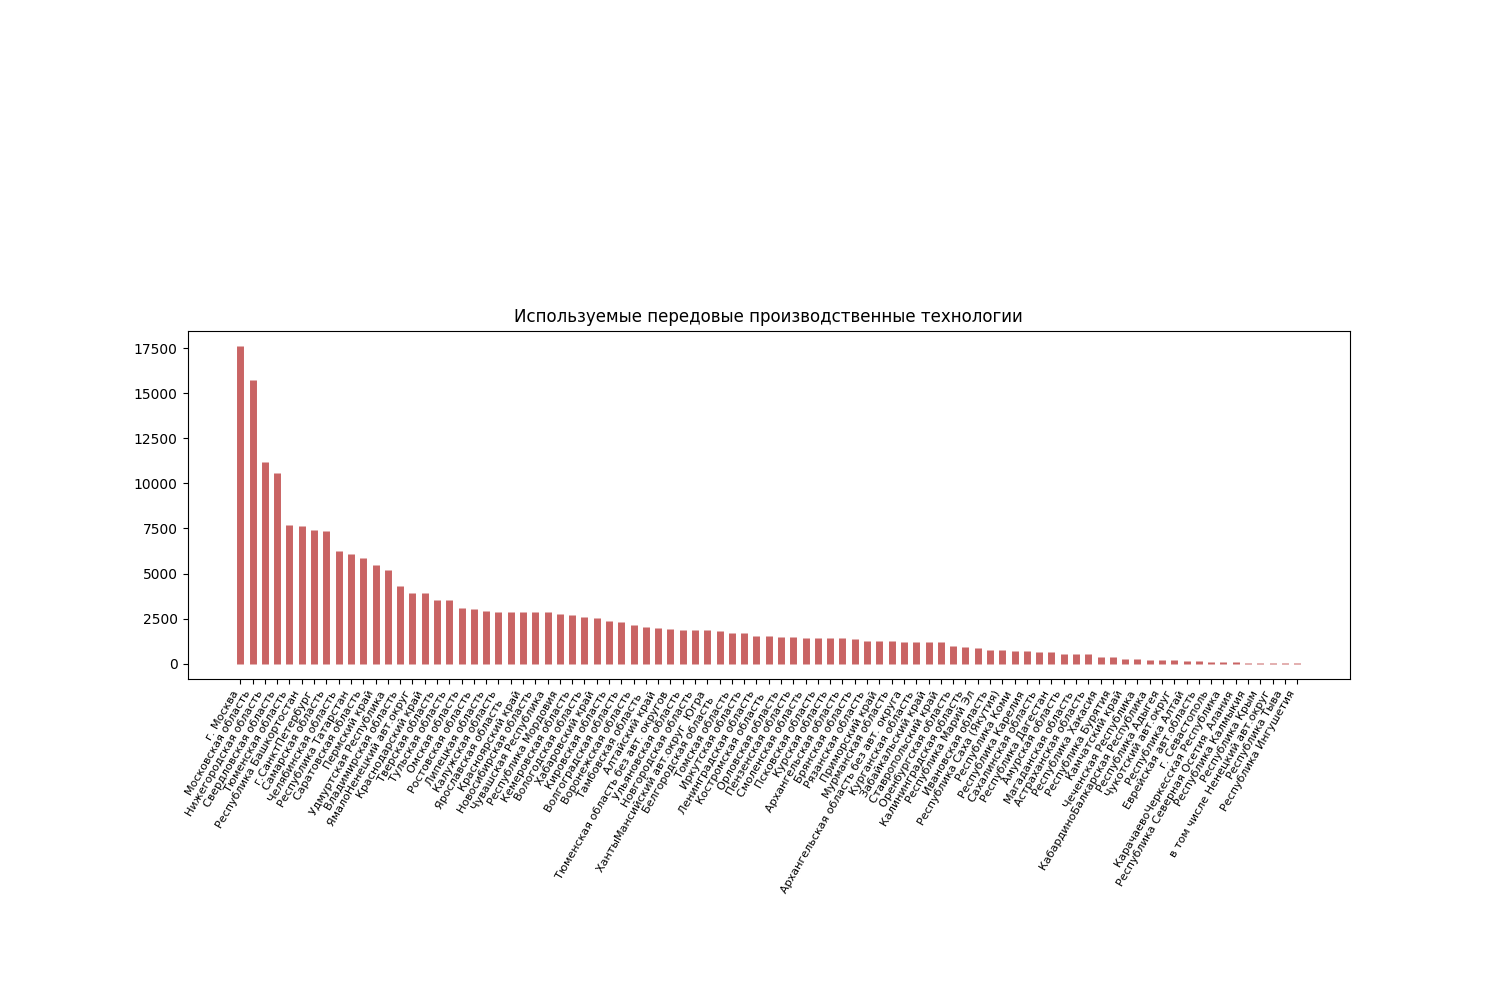 Используемые передовые производственные технологии
17500
15000
12500
10000
7500
5000
2500
0
г. Москва
Московская область
Нижегородская область
Свердловская область
Тюменская область
Республика Башкортостан
г. СанктПетербург
Самарская область
Челябинская область
Республика Татарстан
Саратовская область
Пермский край
Удмуртская Республика
Владимирская область
ЯмалоНенецкий авт. округ
Краснодарский край
Тверская область
Тульская область
Омская область
Ростовская область
Липецкая область
Калужская область
Ярославская область
Красноярский край
Новосибирская область
Чувашская Республика
Республика Мордовия
Кемеровская область
Вологодская область
Хабаровский край
Кировская область
Волгоградская область
Воронежская область
Тамбовская область
Алтайский край
Тюменская область без авт. округов
Ульяновская область
Новгородская область
ХантыМансийский авт. округ Югра
Белгородская область
Томская область
Иркутская область
Ленинградская область
Костромская область
Орловская область
Пензенская область
Смоленская область
Псковская область
Курская область
Архангельская область
Брянская область
Рязанская область
Приморский край
Мурманская область
Архангельская область без авт. округа
Курганская область
Забайкальский край
Ставропольский край
Оренбургская область
Калининградская область
Республика Марий Эл
Ивановская область
Республика Саха (Якутия)
Республика Коми
Республика Карелия
Сахалинская область
Республика Дагестан
Амурская область
Магаданская область
Астраханская область
Республика Хакасия
Республика Бурятия
Камчатский край
Чеченская Республика
КабардиноБалкарская Республика
Республика Адыгея
Чукотский авт. округ
Республика Алтай
Еврейская авт. область
г. Севастополь
КарачаевоЧеркесская Республика
Республика Северная Осетия Алания
Республика Калмыкия
Республика Крым
в том числе Ненецкий авт. округ
Республика Тыва
Республика Ингушетия